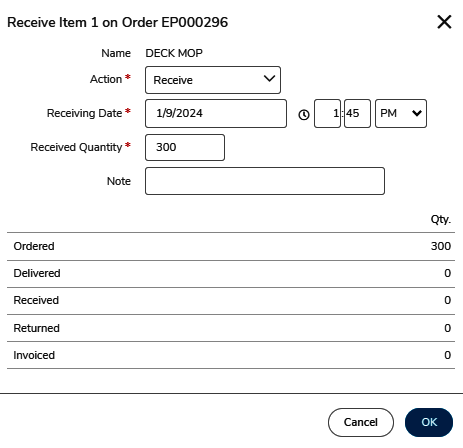 Receive Item 1 on Order EP000296
Name DECK MOP
Action * Receive
Receiving Date * 1/9/2024 1:45 PM
Received Quantity * 300
Note
Qty.
Ordered 300
Delivered 0
Received 0
Returned 0
Invoiced 0
Cancel OK